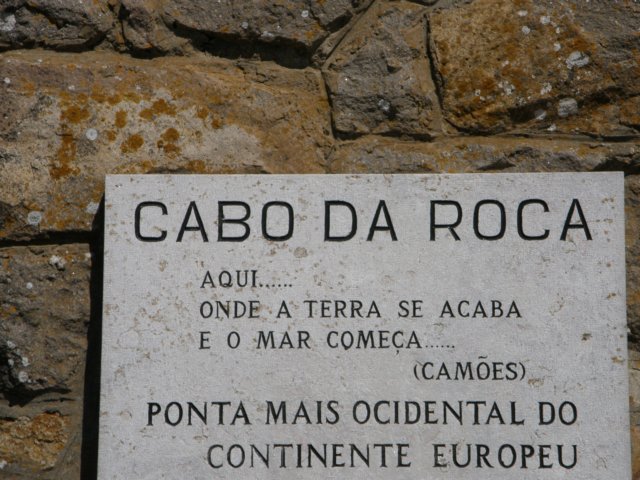 CABO DA ROCA
AQUI......
ONDE A TERRA SE ACABA
E O MAR COMEÇA......
(CAMÕES)
PONTA MAIS OCIDENTAL DO
CONTINENTE EUROPEU